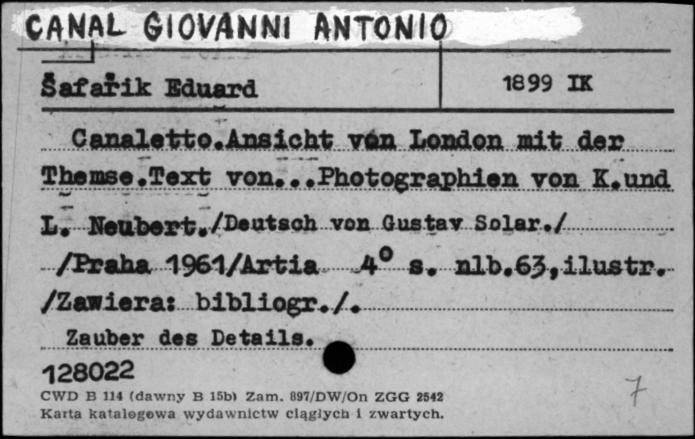 CANAL GIOVANNI ANTONIO
Šafařik Eduard
1899 IK
Canaletto.Ansicht von London mit der
Themse.Text von...Photographien von K.und
L. Neubert./Deutsch von Gustav Solar./
/Praha 1961/Artia 4° s. nlb.63,ilustr.
/Zawiera: bibliogr./.
Zauber des Details.
128022
CWD B 114 (dawny B 15b) Zam. 897/DW/On ZGG 2542
Karta katalogowa wydawnictw ciągłych i zwartych.
7